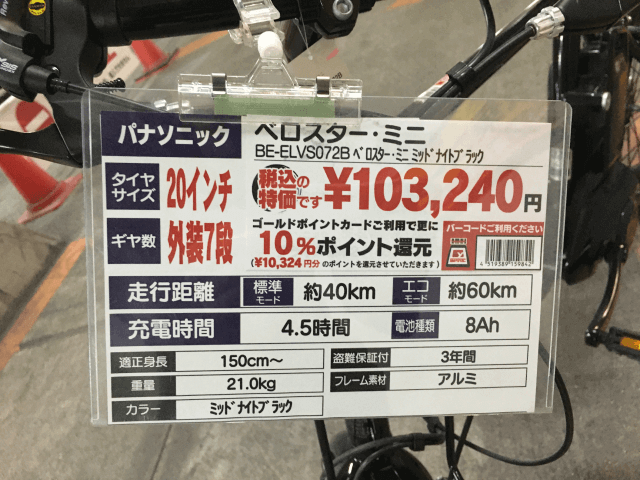 パナソニック
ベロスター・ミニ
BE-ELVS072B ﾍﾞﾛｽﾀｰ・ﾐﾆ ﾐｯﾄﾞﾅｲﾄﾌﾞﾗｯｸ
タイヤサイズ
20インチ
税込の特価です
¥103,240円
ギヤ数
外装7段
ゴールドポイントカードご利用で更に
10%ポイント還元
(¥10,324円分のポイントを還元させていただきます)
バーコードご利用ください
4 519389 159842
走行距離
標準モード
約40km
エコモード
約60km
充電時間
4.5時間
電池種類
8Ah
適正身長
150cm〜
盗難保証付
3年間
重量
21.0kg
フレーム素材
アルミ
カラー
ﾐｯﾄﾞﾅｲﾄﾌﾞﾗｯｸ